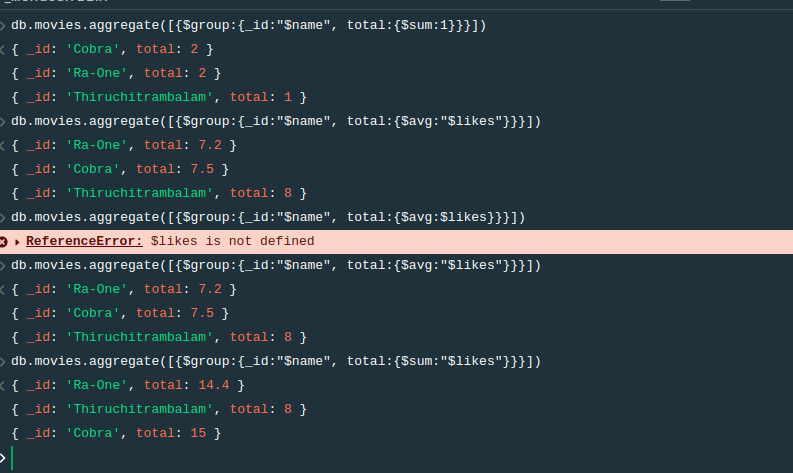 db.movies.aggregate([{$group:{_id:"$name", total:{$sum:1}}}])
{ _id: 'Cobra', total: 2 }
{ _id: 'Ra-One', total: 2 }
{ _id: 'Thiruchitrambalam', total: 1 }
db.movies.aggregate([{$group:{_id:"$name", total:{$avg:"$likes"}}}])
{ _id: 'Ra-One', total: 7.2 }
{ _id: 'Cobra', total: 7.5 }
{ _id: 'Thiruchitrambalam', total: 8 }
db.movies.aggregate([{$group:{_id:"$name", total:{$avg:$likes}}}])
ReferenceError: $likes is not defined
db.movies.aggregate([{$group:{_id:"$name", total:{$avg:"$likes"}}}])
{ _id: 'Ra-One', total: 7.2 }
{ _id: 'Cobra', total: 7.5 }
{ _id: 'Thiruchitrambalam', total: 8 }
db.movies.aggregate([{$group:{_id:"$name", total:{$sum:"$likes"}}}])
{ _id: 'Ra-One', total: 14.4 }
{ _id: 'Thiruchitrambalam', total: 8 }
{ _id: 'Cobra', total: 15 }